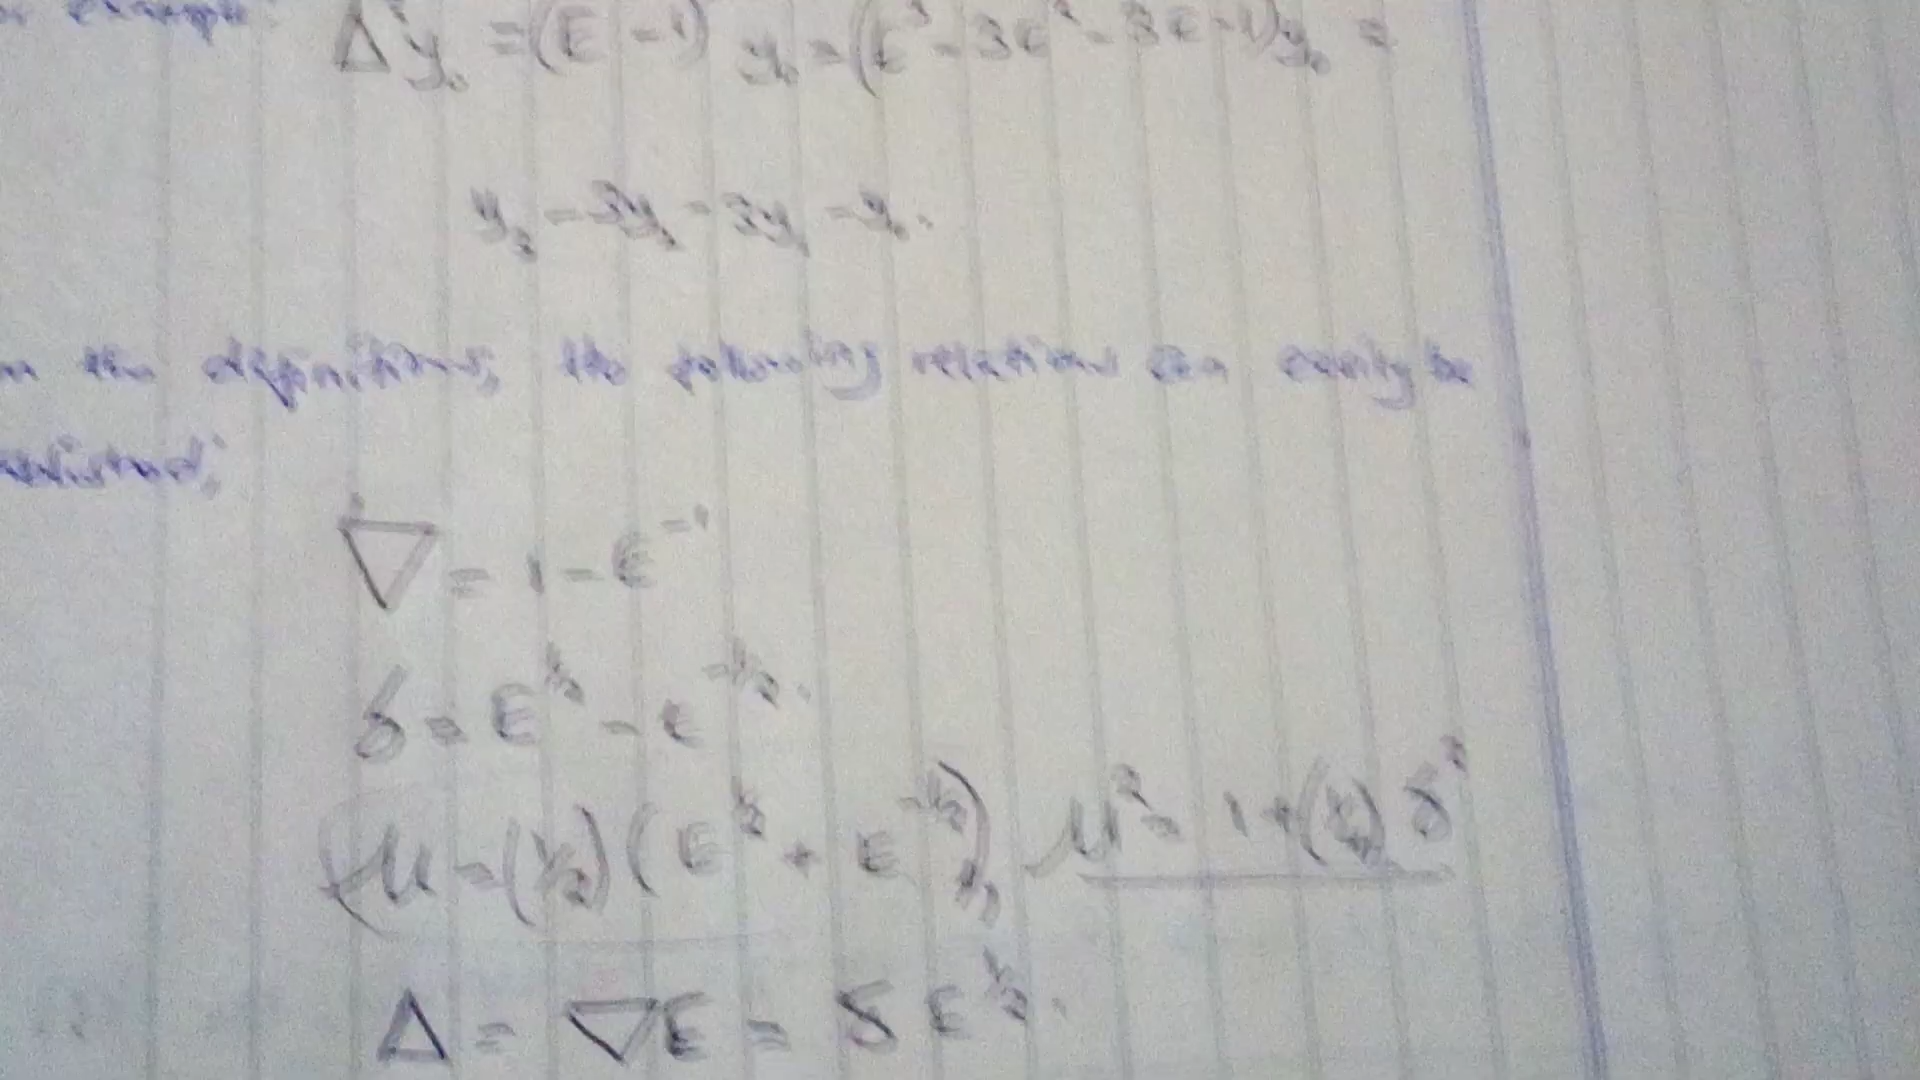 example
Δ³y₀ = (E - 1)³ y₀ = (E³ - 3E² - 3E - 1)y₀ =
y₃ - 3y₂ - 3y₁ - y₀.
the definitions, the following relations can easily be
∇ = 1 - E⁻¹
δ = E^½ - E^-½.
μ = (½)(E^½ + E^-½), μ² = 1 + (¼)δ²
Δ = ∇E = δE^½.